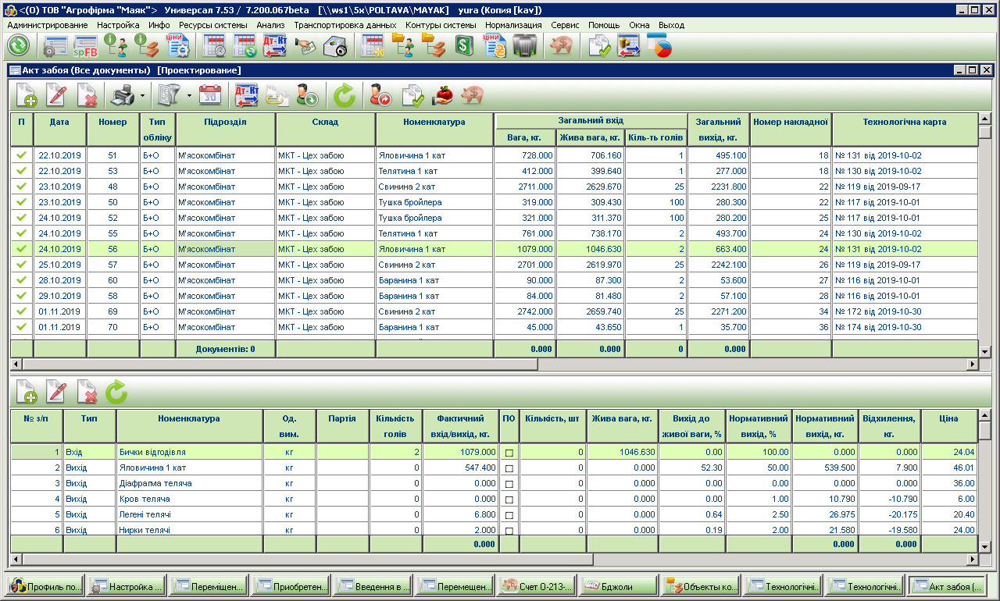 <(O) ТОВ "Агрофірма "Маяк">   Универсал 7.53 /  7.200.067beta   [\\ws1\5x\POLTAVA\MAYAK]   yura (Копия [kav])
Администрирование Настройка Инфо Ресурсы системы Анализ Транспортировка данных Контуры системы Нормализация Сервис Помощь Окна Выход
spFB ЦІНИ Дт-Кт ЦІНИ
Акт забоя (Все документы)   [Проектирование]
30 Дт-Кт
П Дата Номер Тип обліку Підрозділ Склад Номенклатура Загальний вхід Загальний вихід, кг. Номер накладної Технологічна карта
Вага, кг. Жива вага, кг. Кіль-ть голів
22.10.2019 51 Б+О М'ясокомбінат МКТ - Цех забою Яловичина 1 кат 728.000 706.160 1 495.100 18 № 131 від 2019-10-02
22.10.2019 53 Б+О М'ясокомбінат МКТ - Цех забою Телятина 1 кат 412.000 399.640 1 277.000 18 № 130 від 2019-10-02
23.10.2019 48 Б+О М'ясокомбінат МКТ - Цех забою Свинина 2 кат 2711.000 2629.670 25 2231.800 22 № 119 від 2019-09-17
23.10.2019 50 Б+О М'ясокомбінат МКТ - Цех забою Тушка бройлера 319.000 309.430 100 280.300 22 № 117 від 2019-10-01
24.10.2019 52 Б+О М'ясокомбінат МКТ - Цех забою Тушка бройлера 321.000 311.370 100 280.200 25 № 117 від 2019-10-01
24.10.2019 55 Б+О М'ясокомбінат МКТ - Цех забою Телятина 1 кат 761.000 738.170 2 493.700 24 № 130 від 2019-10-02
24.10.2019 56 Б+О М'ясокомбінат МКТ - Цех забою Яловичина 1 кат 1079.000 1046.630 2 663.400 24 № 131 від 2019-10-02
25.10.2019 57 Б+О М'ясокомбінат МКТ - Цех забою Свинина 2 кат 2701.000 2619.970 25 2242.100 26 № 119 від 2019-09-17
28.10.2019 60 Б+О М'ясокомбінат МКТ - Цех забою Баранина 1 кат 90.000 87.300 2 53.600 27 № 116 від 2019-10-01
29.10.2019 58 Б+О М'ясокомбінат МКТ - Цех забою Баранина 1 кат 84.000 81.480 2 57.100 28 № 116 від 2019-10-01
01.11.2019 69 Б+О М'ясокомбінат МКТ - Цех забою Свинина 2 кат 2742.000 2659.740 25 2271.200 34 № 172 від 2019-10-30
01.11.2019 70 Б+О М'ясокомбінат МКТ - Цех забою Баранина 1 кат 45.000 43.650 1 35.700 36 № 174 від 2019-10-30
Документів: 0 0.000 0.000 0 0.000
№ з/п Тип Номенклатура Од. вим. Партія Кількість голів Фактичний вхід/вихід, кг. ПО Кількість, шт Жива вага, кг. Вихід до живої ваги, % Нормативний вихід, % Нормативний вихід, кг. Відхилення, кг. Ціна
1 Вхід Бички відгодівля кг 2 1079.000 0 1046.630 0.00 100.00 0.000 0.000 24.04
2 Вихід Яловичина 1 кат кг 0 547.400 0 0.000 52.30 50.00 539.500 7.900 46.01
3 Вихід Діафрагма теляча кг 0 0.000 0 0.000 0.00 0.00 0.000 0.000 36.00
4 Вихід Кров теляча кг 0 0.000 0 0.000 0.00 1.00 10.790 -10.790 6.00
5 Вихід Легені телячі кг 0 6.800 0 0.000 0.64 2.50 26.975 -20.175 20.40
6 Вихід Нирки телячі кг 0 2.000 0 0.000 0.19 2.00 21.580 -19.580 24.00
0.000 0.000 0.000
Профиль по... Настройка ... Переміщен... Приобретен... Введення в ... Перемещен... Счет О-213... Бджоли Объекты ко... Технологічні... Технологічні... Акт забоя (...